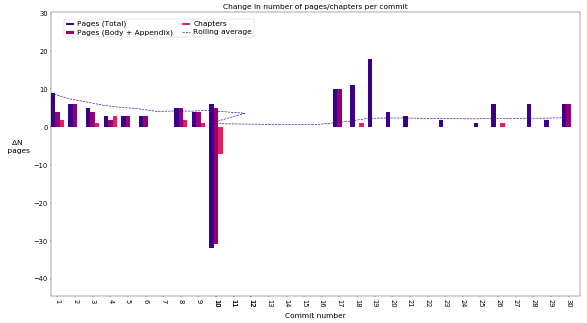 Change in number of pages/chapters per commit
Pages (Total)
Pages (Body + Appendix)
Chapters
Rolling average
30
20
10
0
−10
−20
−30
−40
ΔN
pages
1 2 3 4 5 6 7 8 9 10 11 12 13 14 15 16 17 18 19 20 21 22 23 24 25 26 27 28 29 30
Commit number